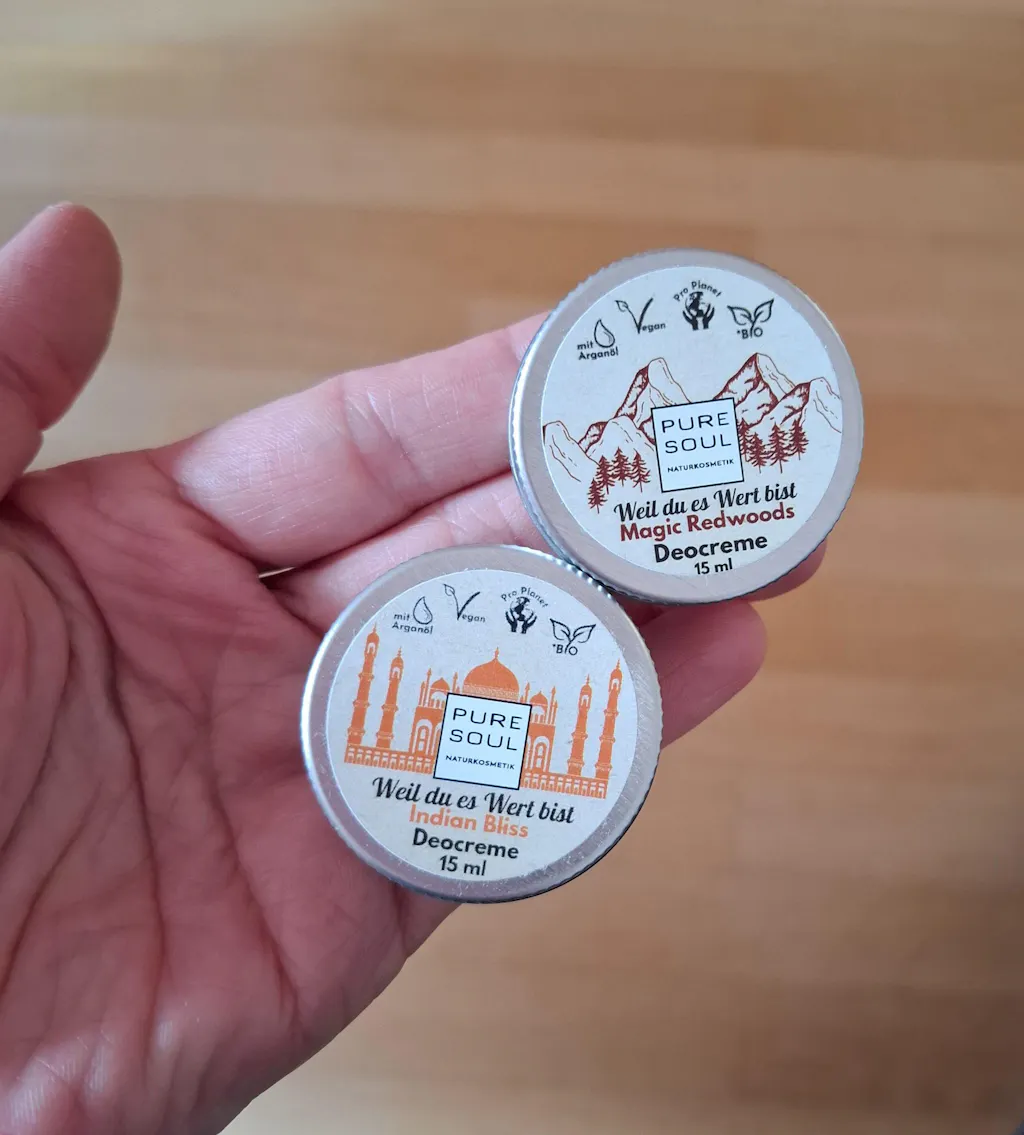 mit
Arganöl
Vegan
Pro Planet
*BIO
PURE
SOUL
NATURKOSMETIK
Weil du es Wert bist
Magic Redwoods
Deocreme
15 ml
mit
Arganöl
Vegan
Pro Planet
*BIO
PURE
SOUL
NATURKOSMETIK
Weil du es Wert bist
Indian Bliss
Deocreme
15 ml